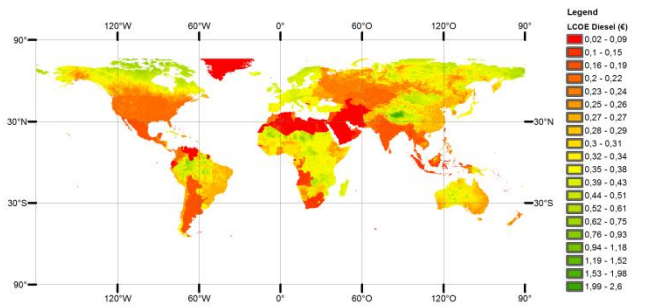 Legend
LCOE Diesel (€)
0,02 - 0,09
0,1 - 0,15
0,16 - 0,19
0,2 - 0,22
0,23 - 0,24
0,25 - 0,26
0,27 - 0,27
0,28 - 0,29
0,3 - 0,31
0,32 - 0,34
0,35 - 0,38
0,39 - 0,43
0,44 - 0,51
0,52 - 0,61
0,62 - 0,75
0,76 - 0,93
0,94 - 1,18
1,19 - 1,52
1,53 - 1,98
1,99 - 2,6
120°W 60°W 0° 60°O 120°O 90°
90° 90°
30°N 30°N
30°S 30°S
90° 90°
120°W 60°W 0° 60°O 120°O